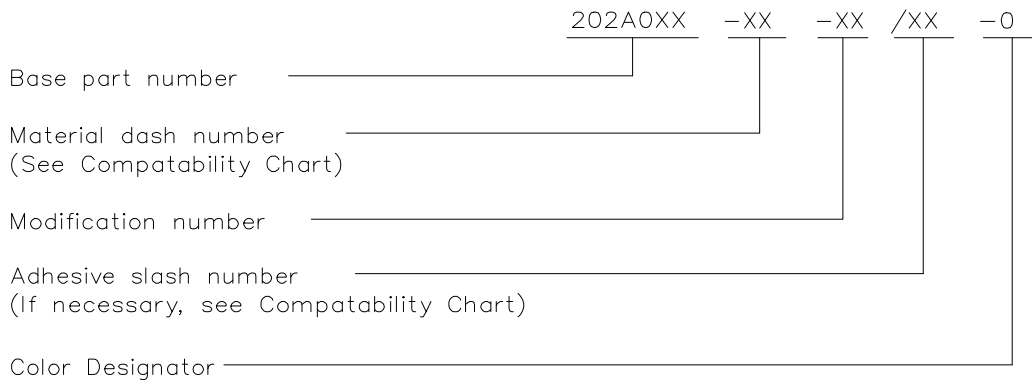 202A0XX -XX -XX /XX -0
Base part number
Material dash number
(See Compatability Chart)
Modification number
Adhesive slash number
(If necessary, see Compatability Chart)
Color Designator